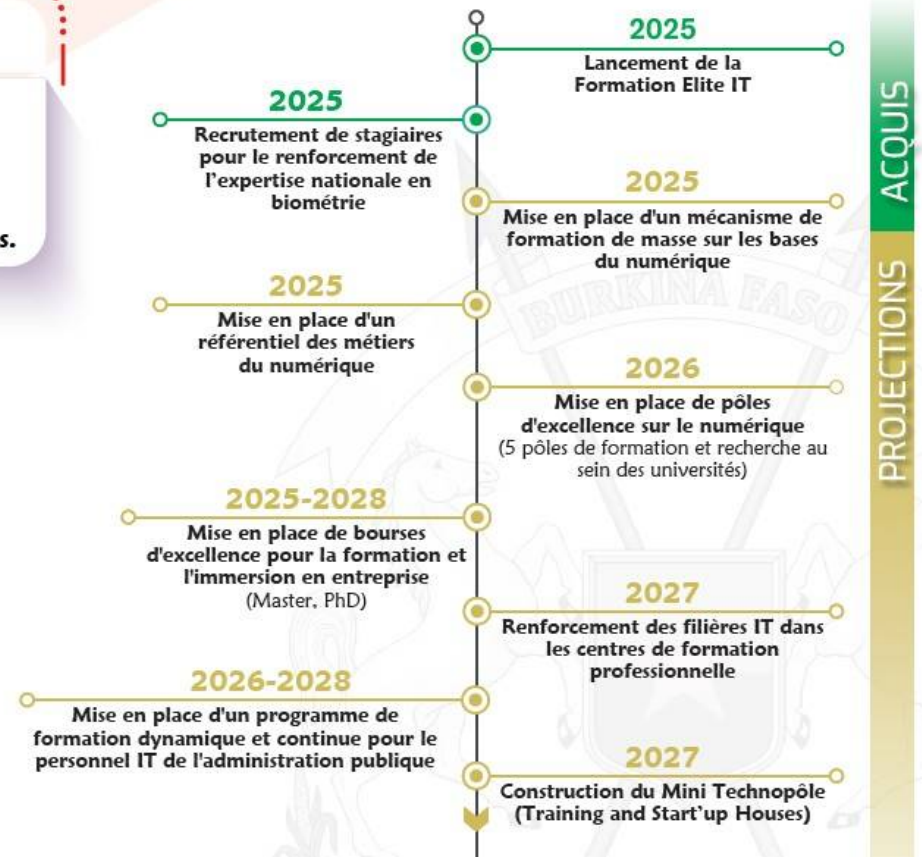 s.
2025
Lancement de la
Formation Elite IT
2025
Recrutement de stagiaires
pour le renforcement de
l'expertise nationale en
biométrie
2025
Mise en place d'un mécanisme de
formation de masse sur les bases
du numérique
2025
Mise en place d'un
référentiel des métiers
du numérique
2026
Mise en place de pôles
d'excellence sur le numérique
(5 pôles de formation et recherche au
sein des universités)
2025-2028
Mise en place de bourses
d'excellence pour la formation et
l'immersion en entreprise
(Master, PhD)
2027
Renforcement des filières IT dans
les centres de formation
professionnelle
2026-2028
Mise en place d'un programme de
formation dynamique et continue pour le
personnel IT de l'administration publique
2027
Construction du Mini Technopôle
(Training and Start'up Houses)
ACQUIS
PROJECTIONS
BURKINA FASO